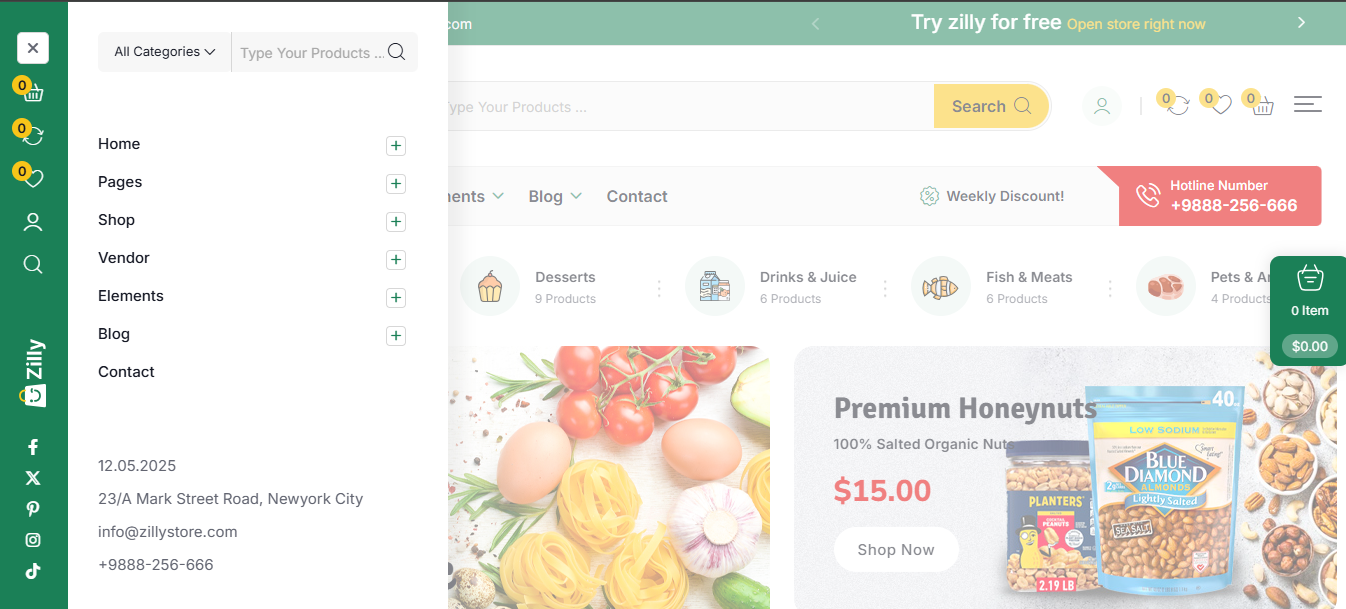 0
0
0
Zilly
All Categories
Type Your Products ...
Home
Pages
Shop
Vendor
Elements
Blog
Contact
12.05.2025
23/A Mark Street Road, Newyork City
info@zillystore.com
+9888-256-666
com
Try zilly for free Open store right now
Type Your Products ...
Search
0
0
0
ments
Blog
Contact
Weekly Discount!
Hotline Number
+9888-256-666
Desserts
9 Products
Drinks & Juice
6 Products
Fish & Meats
6 Products
Pets & An
4 Products
0 Item
$0.00
Premium Honeynuts
100% Salted Organic Nuts
$15.00
Shop Now
PLANTERS
PEANUTS
2.19 LB
40
LOW SODIUM
BLUE
DIAMOND
ALMONDS
Lightly Salted
SEA SALT